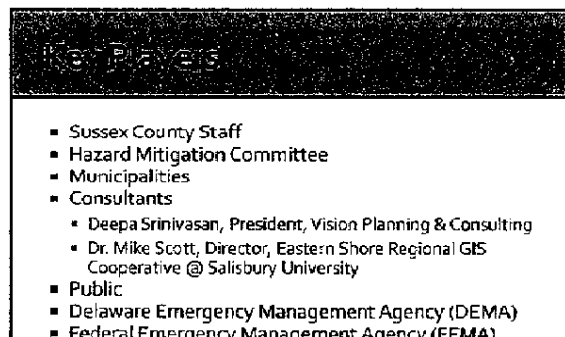 Key Players
▪ Sussex County Staff
▪ Hazard Mitigation Committee
▪ Municipalities
▪ Consultants
▪ Deepa Srinivasan, President, Vision Planning & Consulting
▪ Dr. Mike Scott, Director, Eastern Shore Regional GIS
Cooperative @ Salisbury University
▪ Public
▪ Delaware Emergency Management Agency (DEMA)
▪ Federal Emergency Management Agency (FEMA)